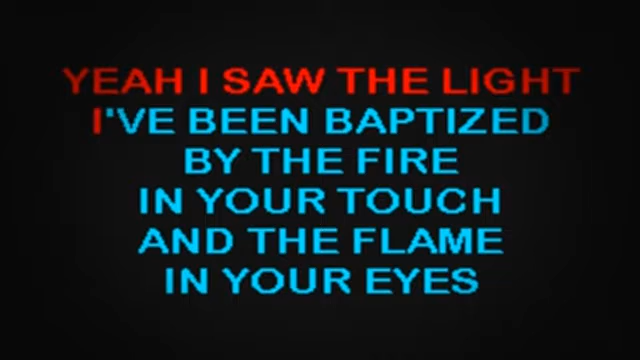 YEAH I SAW THE LIGHT
I'VE BEEN BAPTIZED
BY THE FIRE
IN YOUR TOUCH
AND THE FLAME
IN YOUR EYES